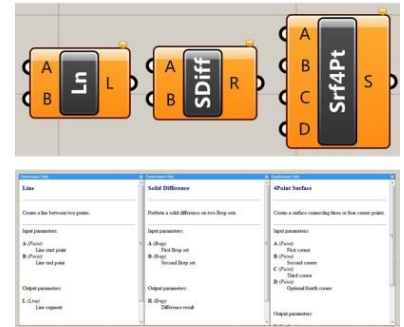 A
B
Ln
L
A
B
SDiff
R
A
B
C
D
Srf4Pt
S
Line
Create a line between two points.
Input parameters:
A (Point)
Line start point
B (Point)
Line end point
Output parameters:
L (Line)
Line segment
Solid Difference
Perform a solid difference on two Brep sets.
Input parameters:
A (Brep)
First Brep set
B (Brep)
Second Brep set
Output parameters:
R (Brep)
Difference result
4Point Surface
Create a surface connecting three or four corner points.
Input parameters:
A (Point)
First corner
B (Point)
Second corner
C (Point)
Third corner
D (Point)
Optional fourth corner
Output parameters: